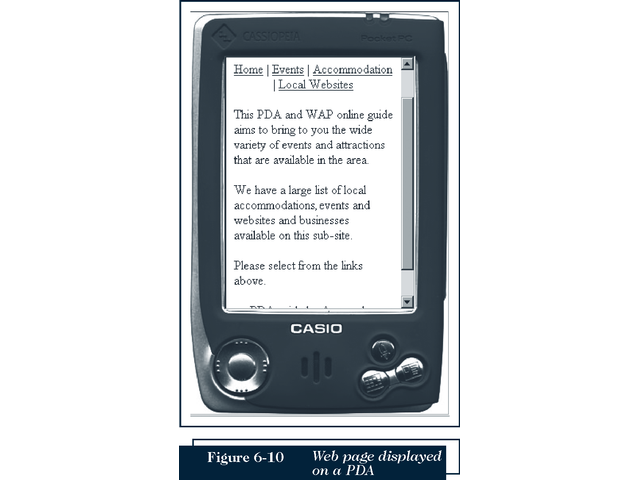 CASSIOPEIA Pocket PC
Home | Events | Accommodation
| Local Websites
This PDA and WAP online guide
aims to bring to you the wide
variety of events and attractions
that are available in the area.
We have a large list of local
accommodations, events and
websites and businesses
available on this sub-site.
Please select from the links
above.
CASIO
Figure 6-10 Web page displayed
on a PDA